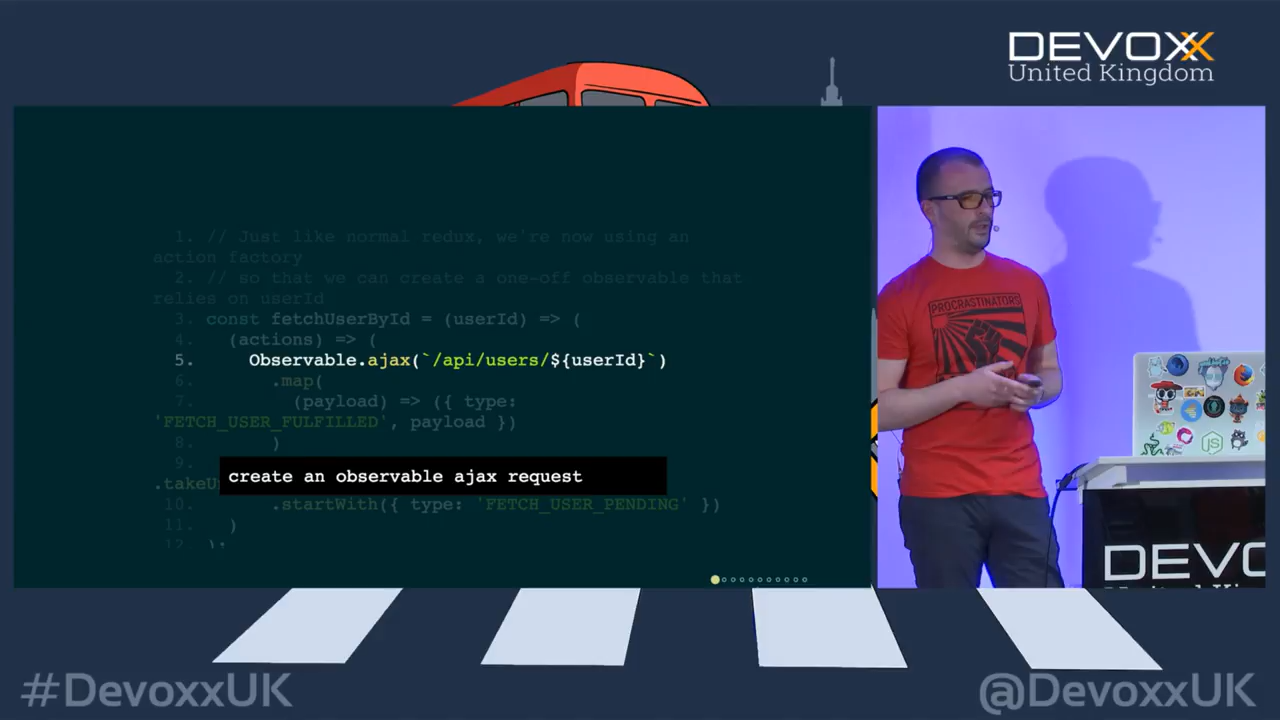 DEVOXX
United Kingdom
1. // Just like normal redux, we're now using an
action factory
2. // so that we can create a one-off observable that
relies on userId
3. const fetchUserById = (userId) => (
4. (actions) => (
5. Observable.ajax(`/api/users/${userId}`)
6. .map(
7. (payload) => ({ type:
'FETCH_USER_FULFILLED', payload })
8. )
9.
create an observable ajax request
10. .startWith({ type: 'FETCH_USER_PENDING' })
11. )
12. );
PROCRASTINATORS
DEVO
#DevoxxUK
@DevoxxUK